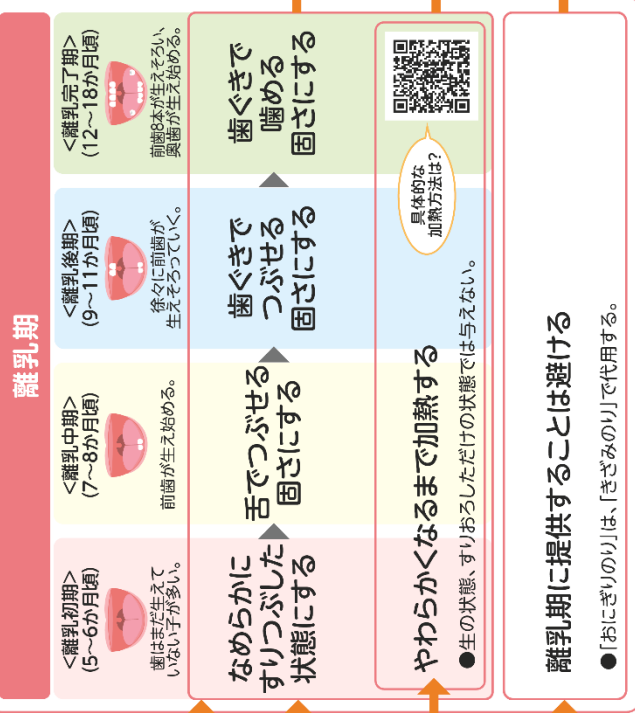 離乳期
<離乳初期>
(5～6か月頃)
歯はまだ生えて
いない子が多い。
<離乳中期>
(7～8か月頃)
前歯が生え始める。
<離乳後期>
(9～11か月頃)
徐々に前歯が
生えそろっていく。
<離乳完了期>
(12～18か月頃)
前歯8本が生えそろい、
奥歯が生え始める。
なめらかに
すりつぶした
状態にする
舌でつぶせる
固さにする
歯ぐきで
つぶせる
固さにする
歯ぐきで
噛める
固さにする
やわらかくなるまで加熱する
●生の状態、すりおろしただけの状態では与えない。
具体的な
加熱方法は?
離乳期に提供することは避ける
●「おにぎりのり」は、「きざみのり」で代用する。